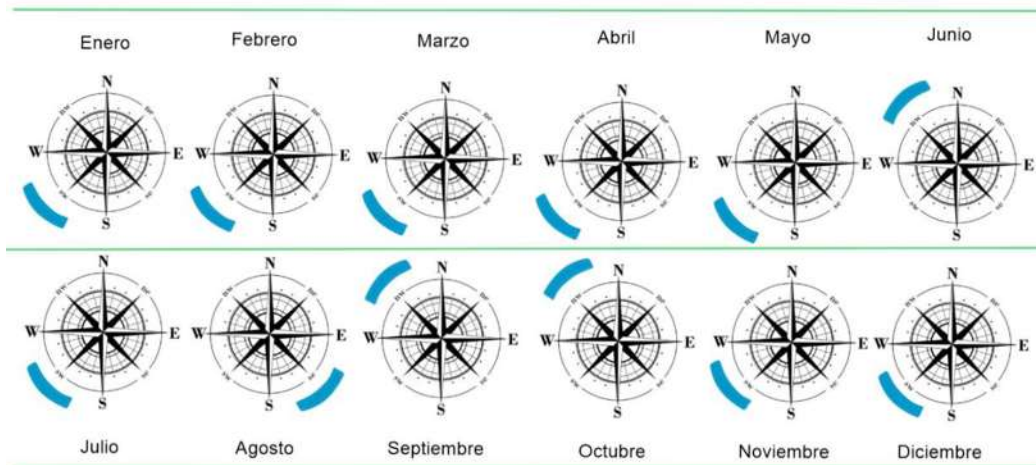 Enero Febrero Marzo Abril Mayo Junio
N N N N N N
W E W E W E W E W E W E
S S S S S S
N N N N N N
W E W E W E W E W E W E
S S S S S S
Julio Agosto Septiembre Octubre Noviembre Diciembre